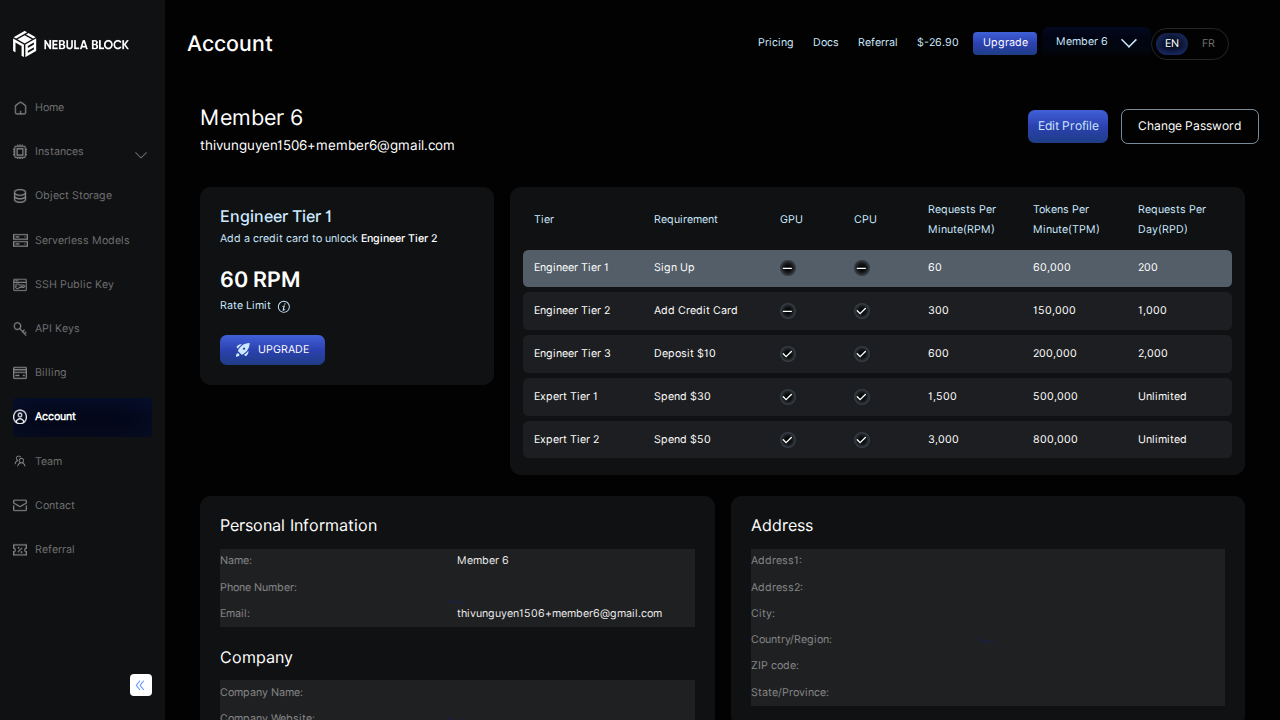 NEBULA BLOCK
Account
Pricing
Docs
Referral
$-26.90
Upgrade
Member 6
EN
FR
Home
Instances
Object Storage
Serverless Models
SSH Public Key
API Keys
Billing
Account
Team
Contact
Referral
Member 6
thivunguyen1506+member6@gmail.com
Edit Profile
Change Password
Engineer Tier 1
Add a credit card to unlock Engineer Tier 2
60 RPM
Rate Limit
UPGRADE
Tier Requirement GPU CPU Requests Per Minute(RPM) Tokens Per Minute(TPM) Requests Per Day(RPD)
Engineer Tier 1 Sign Up 60 60,000 200
Engineer Tier 2 Add Credit Card 300 150,000 1,000
Engineer Tier 3 Deposit $10 600 200,000 2,000
Expert Tier 1 Spend $30 1,500 500,000 Unlimited
Expert Tier 2 Spend $50 3,000 800,000 Unlimited
Personal Information
Name: Member 6
Phone Number:
Email: thivunguyen1506+member6@gmail.com
Company
Company Name:
Company Website:
Address
Address1:
Address2:
City:
Country/Region:
ZIP code:
State/Province: